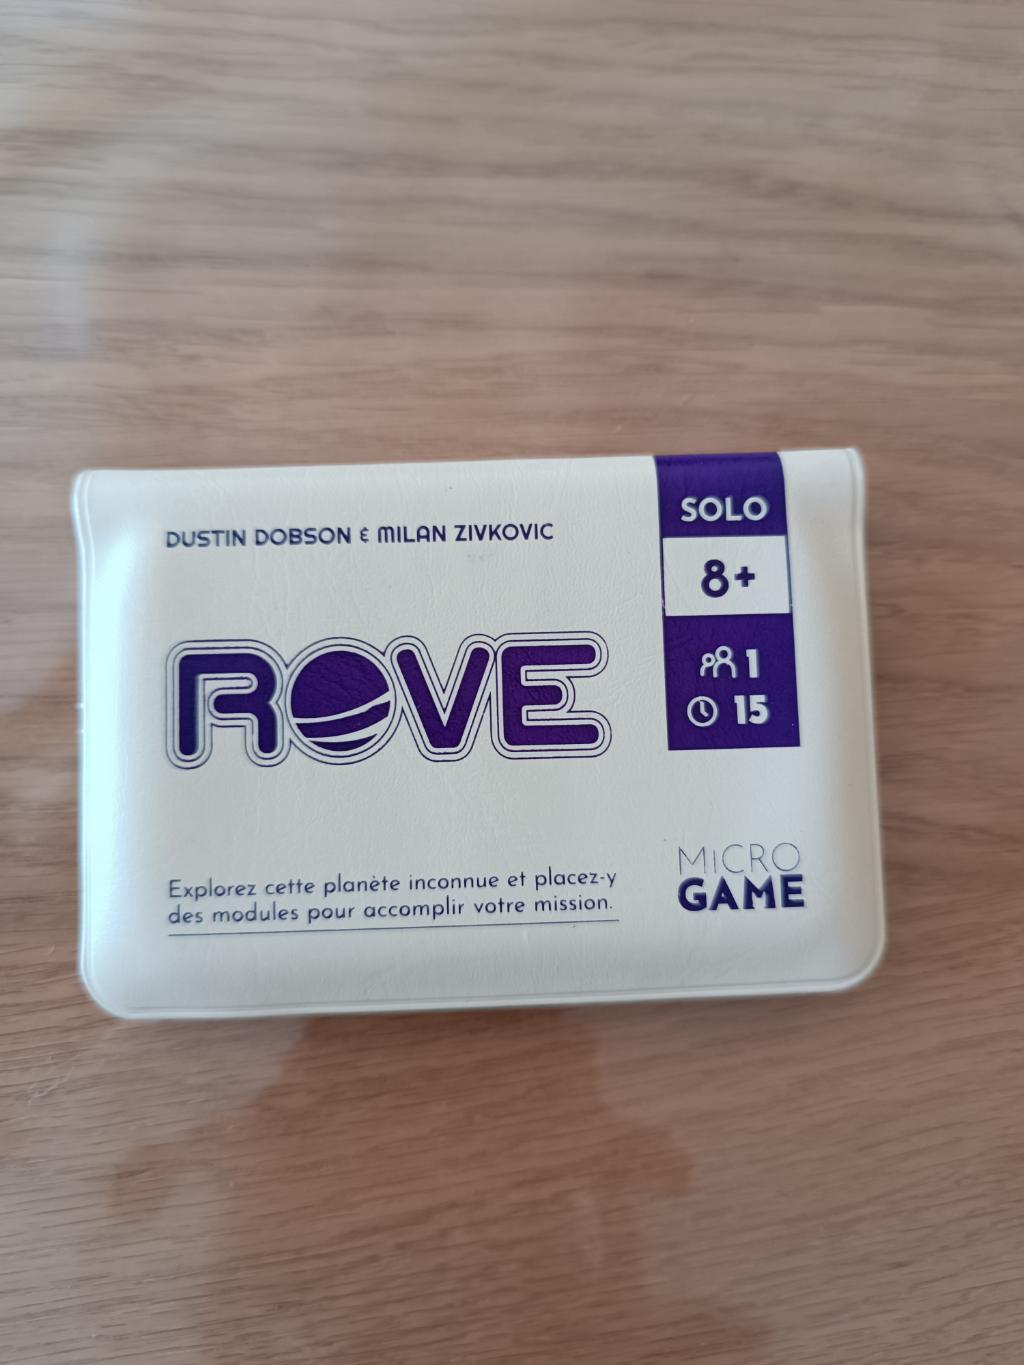 DUSTIN DOBSON & MILAN ZIVKOVIC
ROVE
Explorez cette planète inconnue et placez-y
des modules pour accomplir votre mission.
SOLO
8+
1
15
MICRO
GAME